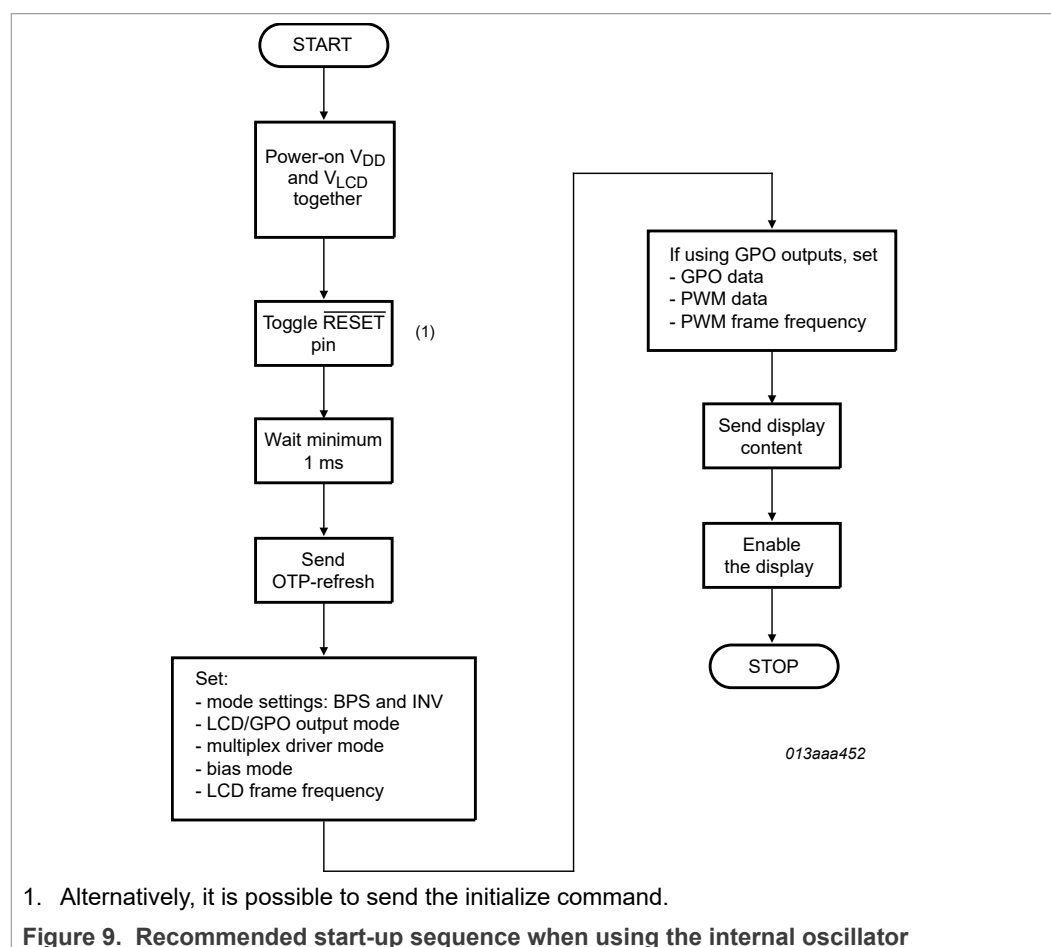 START
Power-on VDD
and VLCD
together
Toggle RESET
pin
(1)
Wait minimum
1 ms
Send
OTP-refresh
Set:
- mode settings: BPS and INV
- LCD/GPO output mode
- multiplex driver mode
- bias mode
- LCD frame frequency
If using GPO outputs, set
- GPO data
- PWM data
- PWM frame frequency
Send display
content
Enable
the display
STOP
013aaa452
1. Alternatively, it is possible to send the initialize command.
Figure 9. Recommended start-up sequence when using the internal oscillator